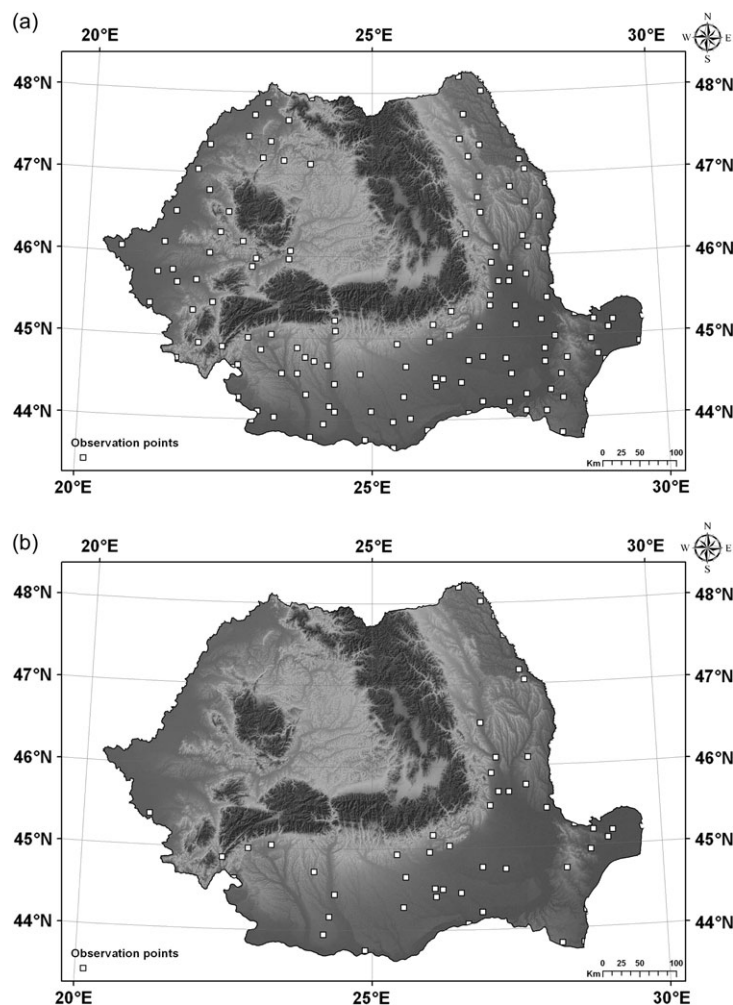 (a)
20°E 25°E 30°E
N
W E
S
48°N 48°N
47°N 47°N
46°N 46°N
45°N 45°N
44°N 44°N
Observation points
0 25 50 100
Km
20°E 25°E 30°E
(b)
20°E 25°E 30°E
N
W E
S
48°N 48°N
47°N 47°N
46°N 46°N
45°N 45°N
44°N 44°N
Observation points
0 25 50 100
Km
20°E 25°E 30°E